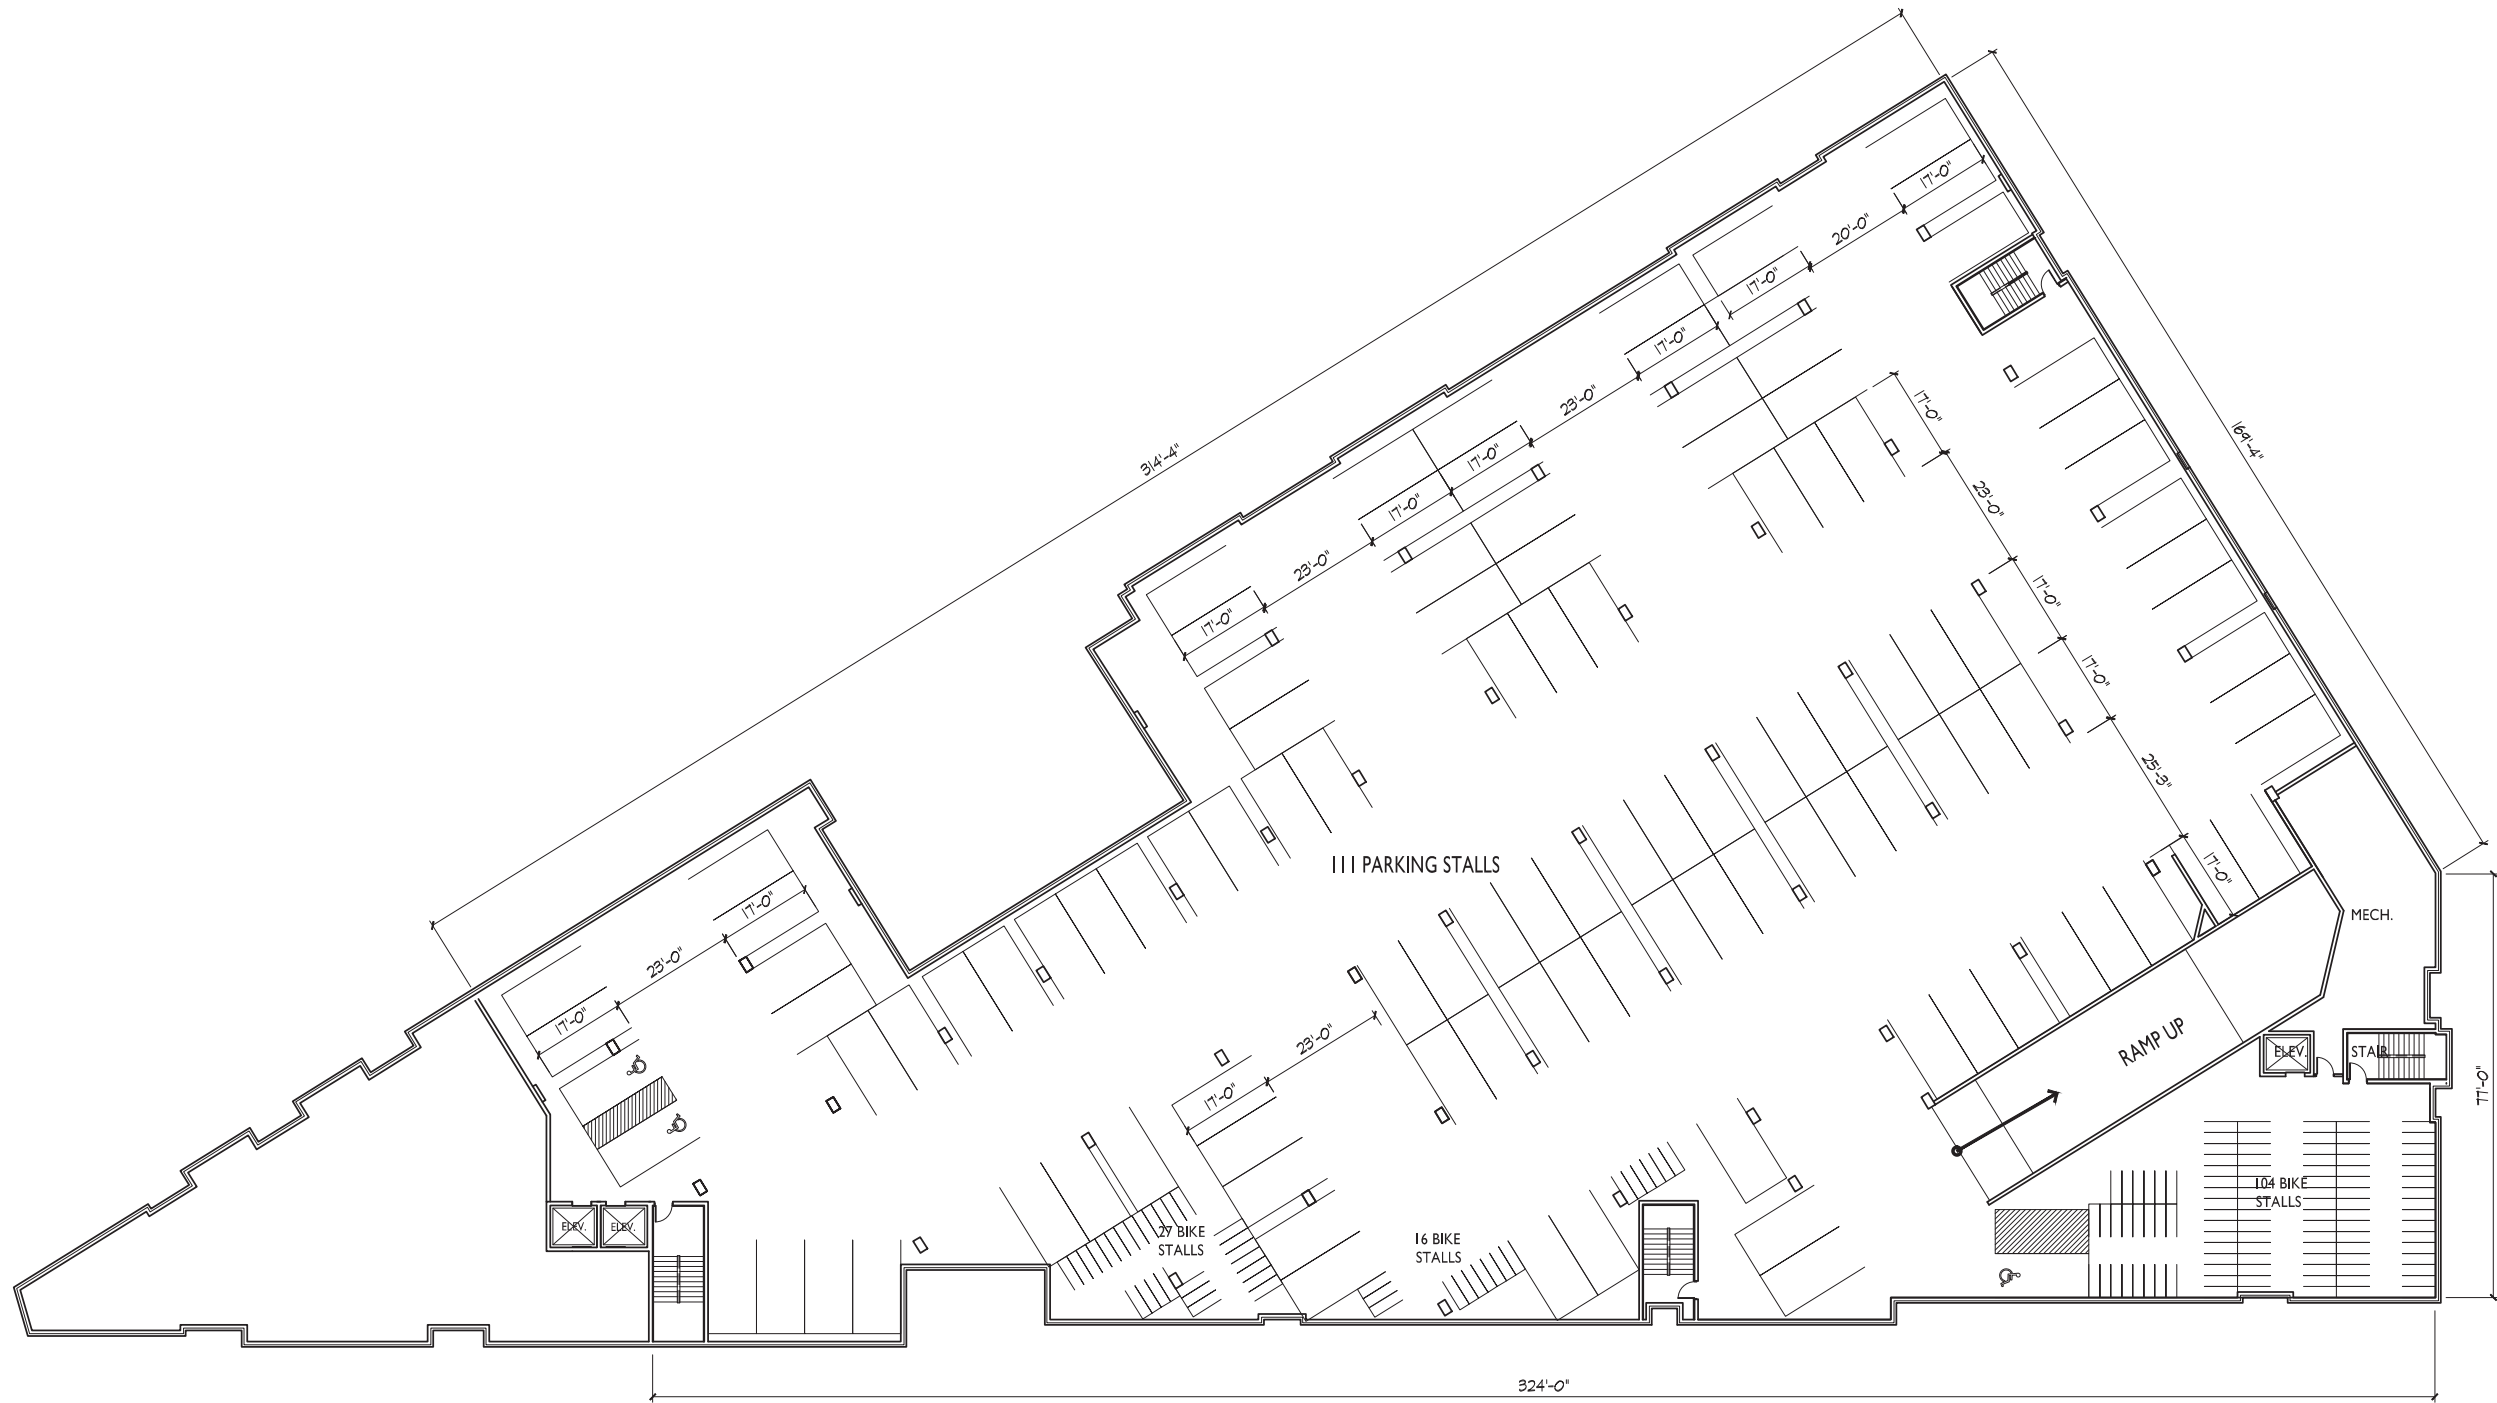 314'-4"
17'-0"
20'-0"
17'-0"
17'-0"
23'-0"
17'-0"
17'-0"
23'-0"
17'-0"
17'-0"
23'-0"
17'-0"
17'-0"
25'-3"
17'-0"
169'-4"
111 PARKING STALLS
17'-0"
23'-0"
17'-0"
23'-0"
17'-0"
MECH.
RAMP UP
ELEV.
STAIR
77'-0"
ELEV.
ELEV.
27 BIKE
STALLS
16 BIKE
STALLS
104 BIKE
STALLS
324'-0"